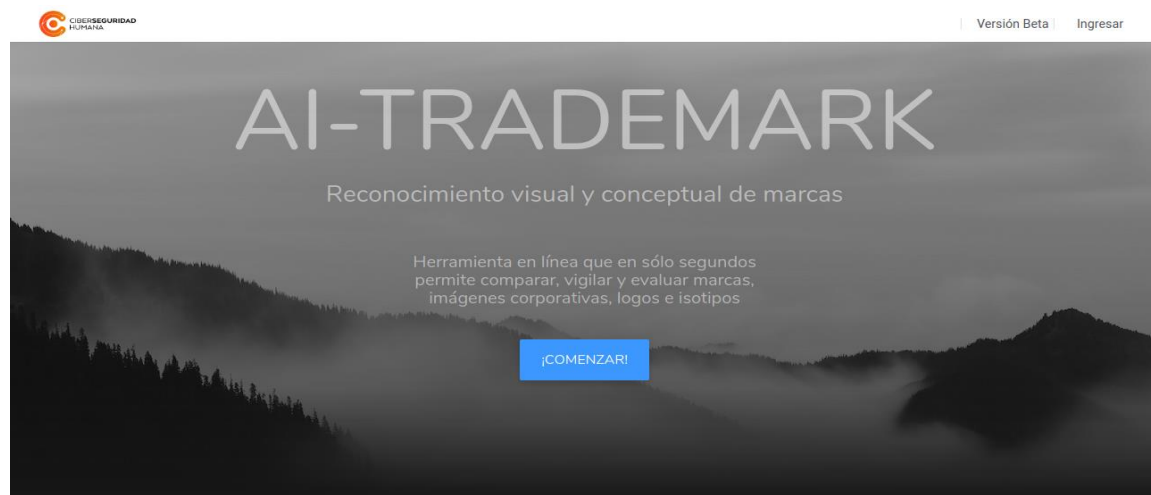 CIBERSEGURIDAD
HUMANA
Versión Beta
Ingresar
AI-TRADEMARK
Reconocimiento visual y conceptual de marcas
Herramienta en línea que en sólo segundos
permite comparar, vigilar y evaluar marcas,
imágenes corporativas, logos e isotipos
¡COMENZAR!